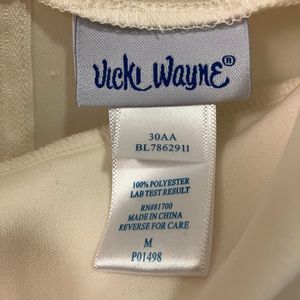 Vicki Wayne®
30AA
BL7862911
100% POLYESTER
LAB TEST RESULT
RN#81700
MADE IN CHINA
REVERSE FOR CARE
M
P01498